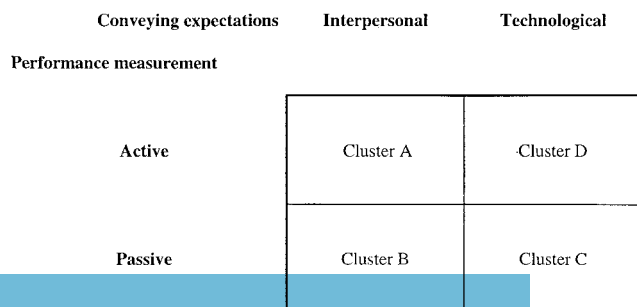 Conveying expectations Interpersonal Technological
Performance measurement
Active Cluster A Cluster D
Passive Cluster B Cluster C